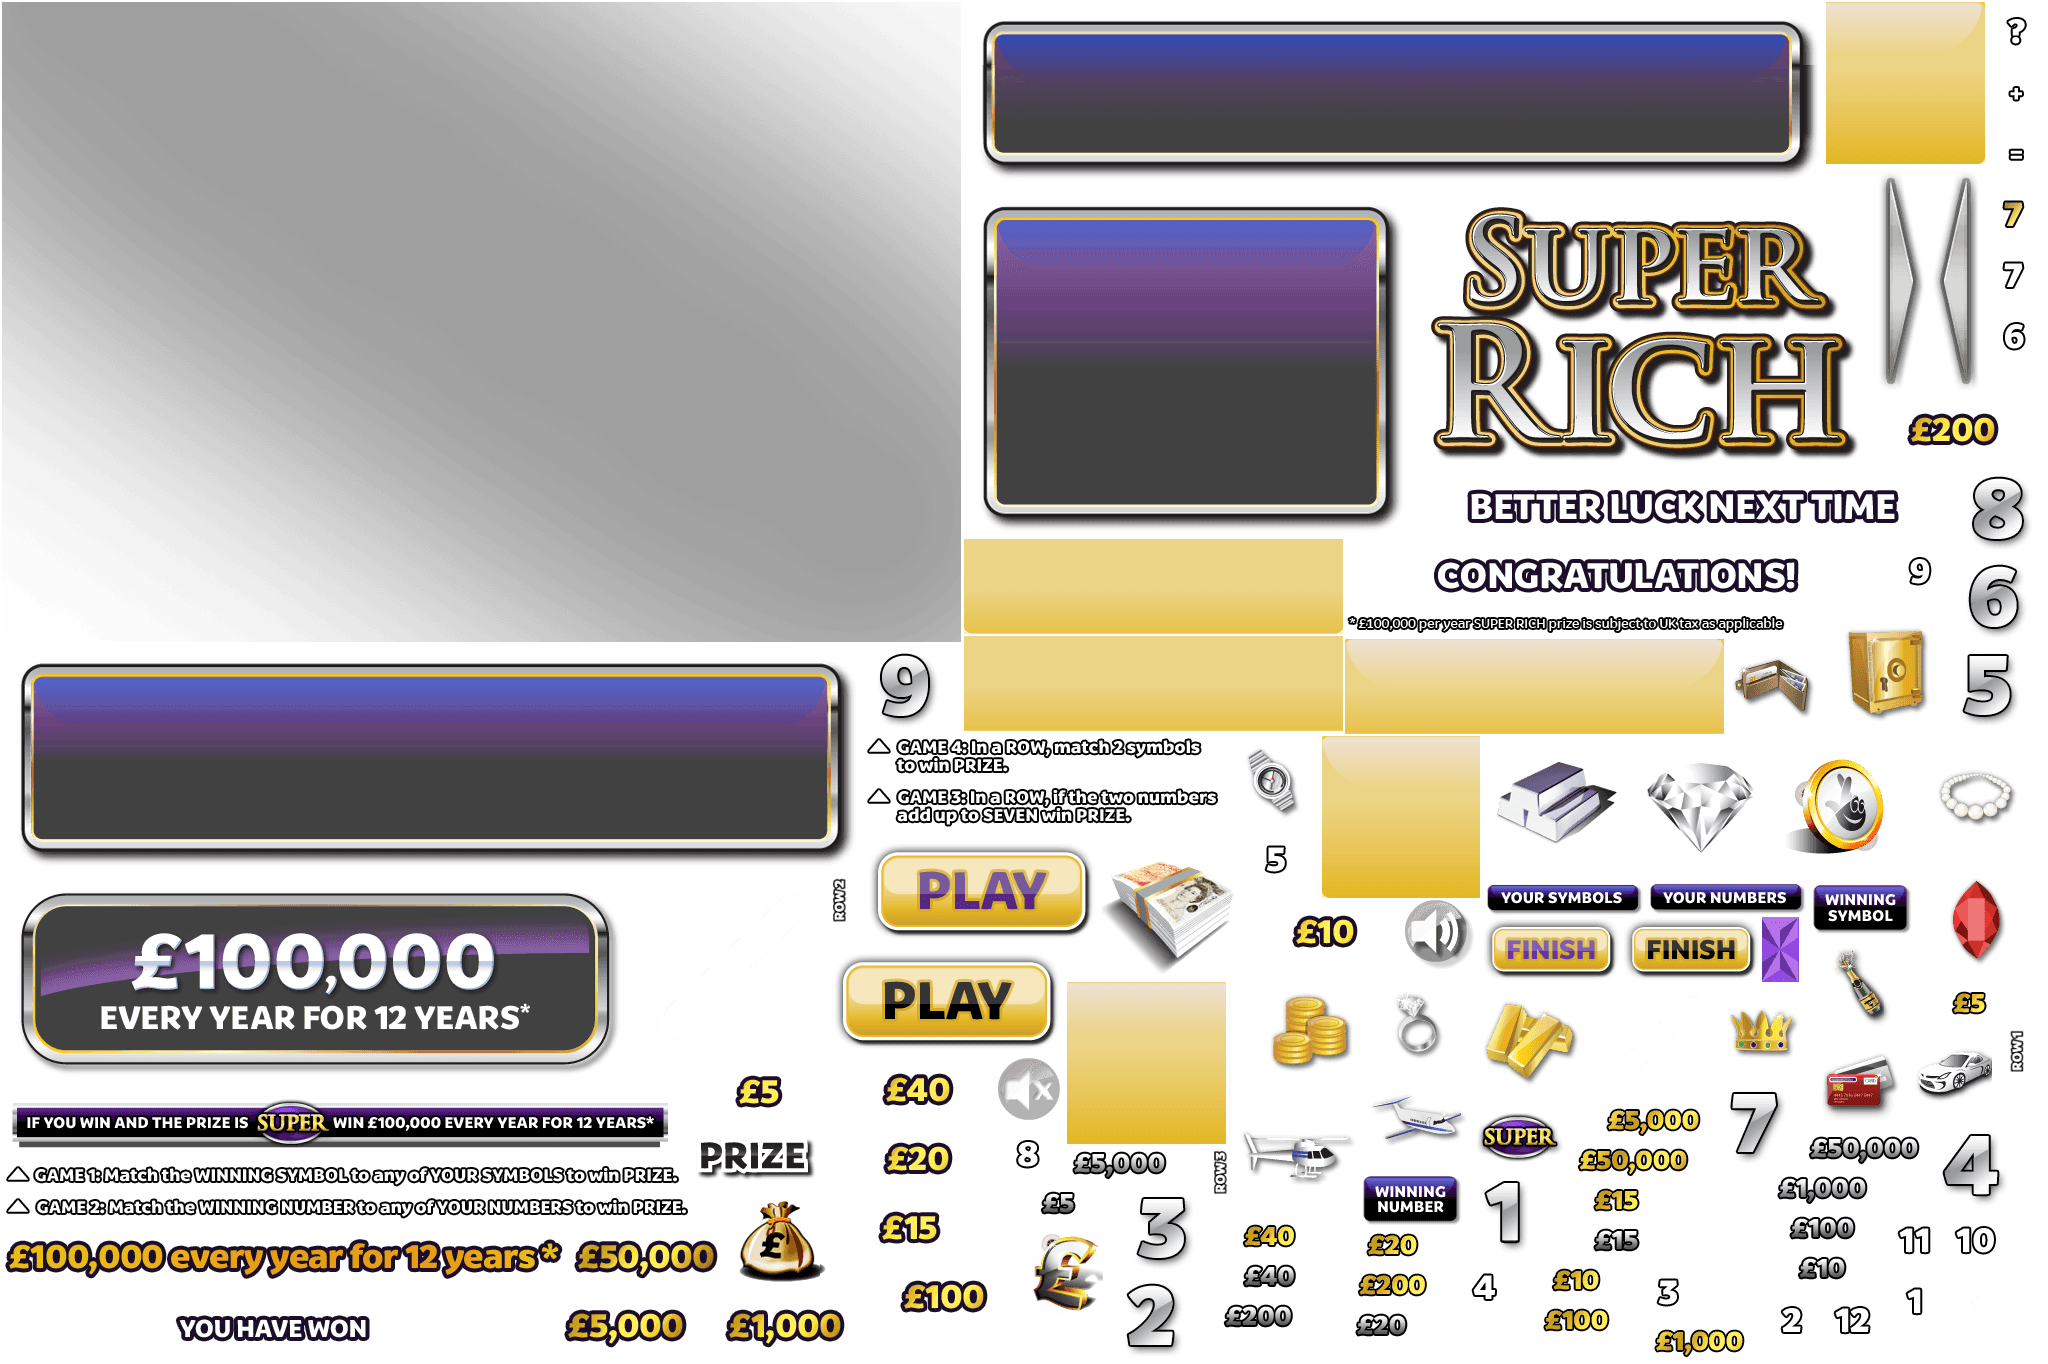 ?
+
=
7
7
6
SUPER
RICH
£200
BETTER LUCK NEXT TIME
8
CONGRATULATIONS!
9
6
* £100,000 per year SUPER RICH prize is subject to UK tax as applicable
9
5
GAME 4: In a ROW, match 2 symbols
to win PRIZE.
GAME 3: In a ROW, if the two numbers
add up to SEVEN win PRIZE.
5
PLAY
ROW 2
YOUR SYMBOLS
YOUR NUMBERS
WINNING
SYMBOL
£10
FINISH
FINISH
£100,000
EVERY YEAR FOR 12 YEARS*
PLAY
£5
ROW 1
£5
£40
IF YOU WIN AND THE PRIZE IS SUPER WIN £100,000 EVERY YEAR FOR 12 YEARS*
SUPER
£5,000
7
PRIZE
£20
8
£5,000
ROW 3
£50,000
£50,000
4
GAME 1: Match the WINNING SYMBOL to any of YOUR SYMBOLS to win PRIZE.
GAME 2: Match the WINNING NUMBER to any of YOUR NUMBERS to win PRIZE.
£5
WINNING
NUMBER
1
£15
£1,000
£15
3
£40
£20
£15
£100
11
10
£100,000 every year for 12 years*
£50,000
£
£
£40
£200
4
£10
3
£10
£100
2
£200
£20
£100
2
12
1
YOU HAVE WON
£5,000
£1,000
£1,000